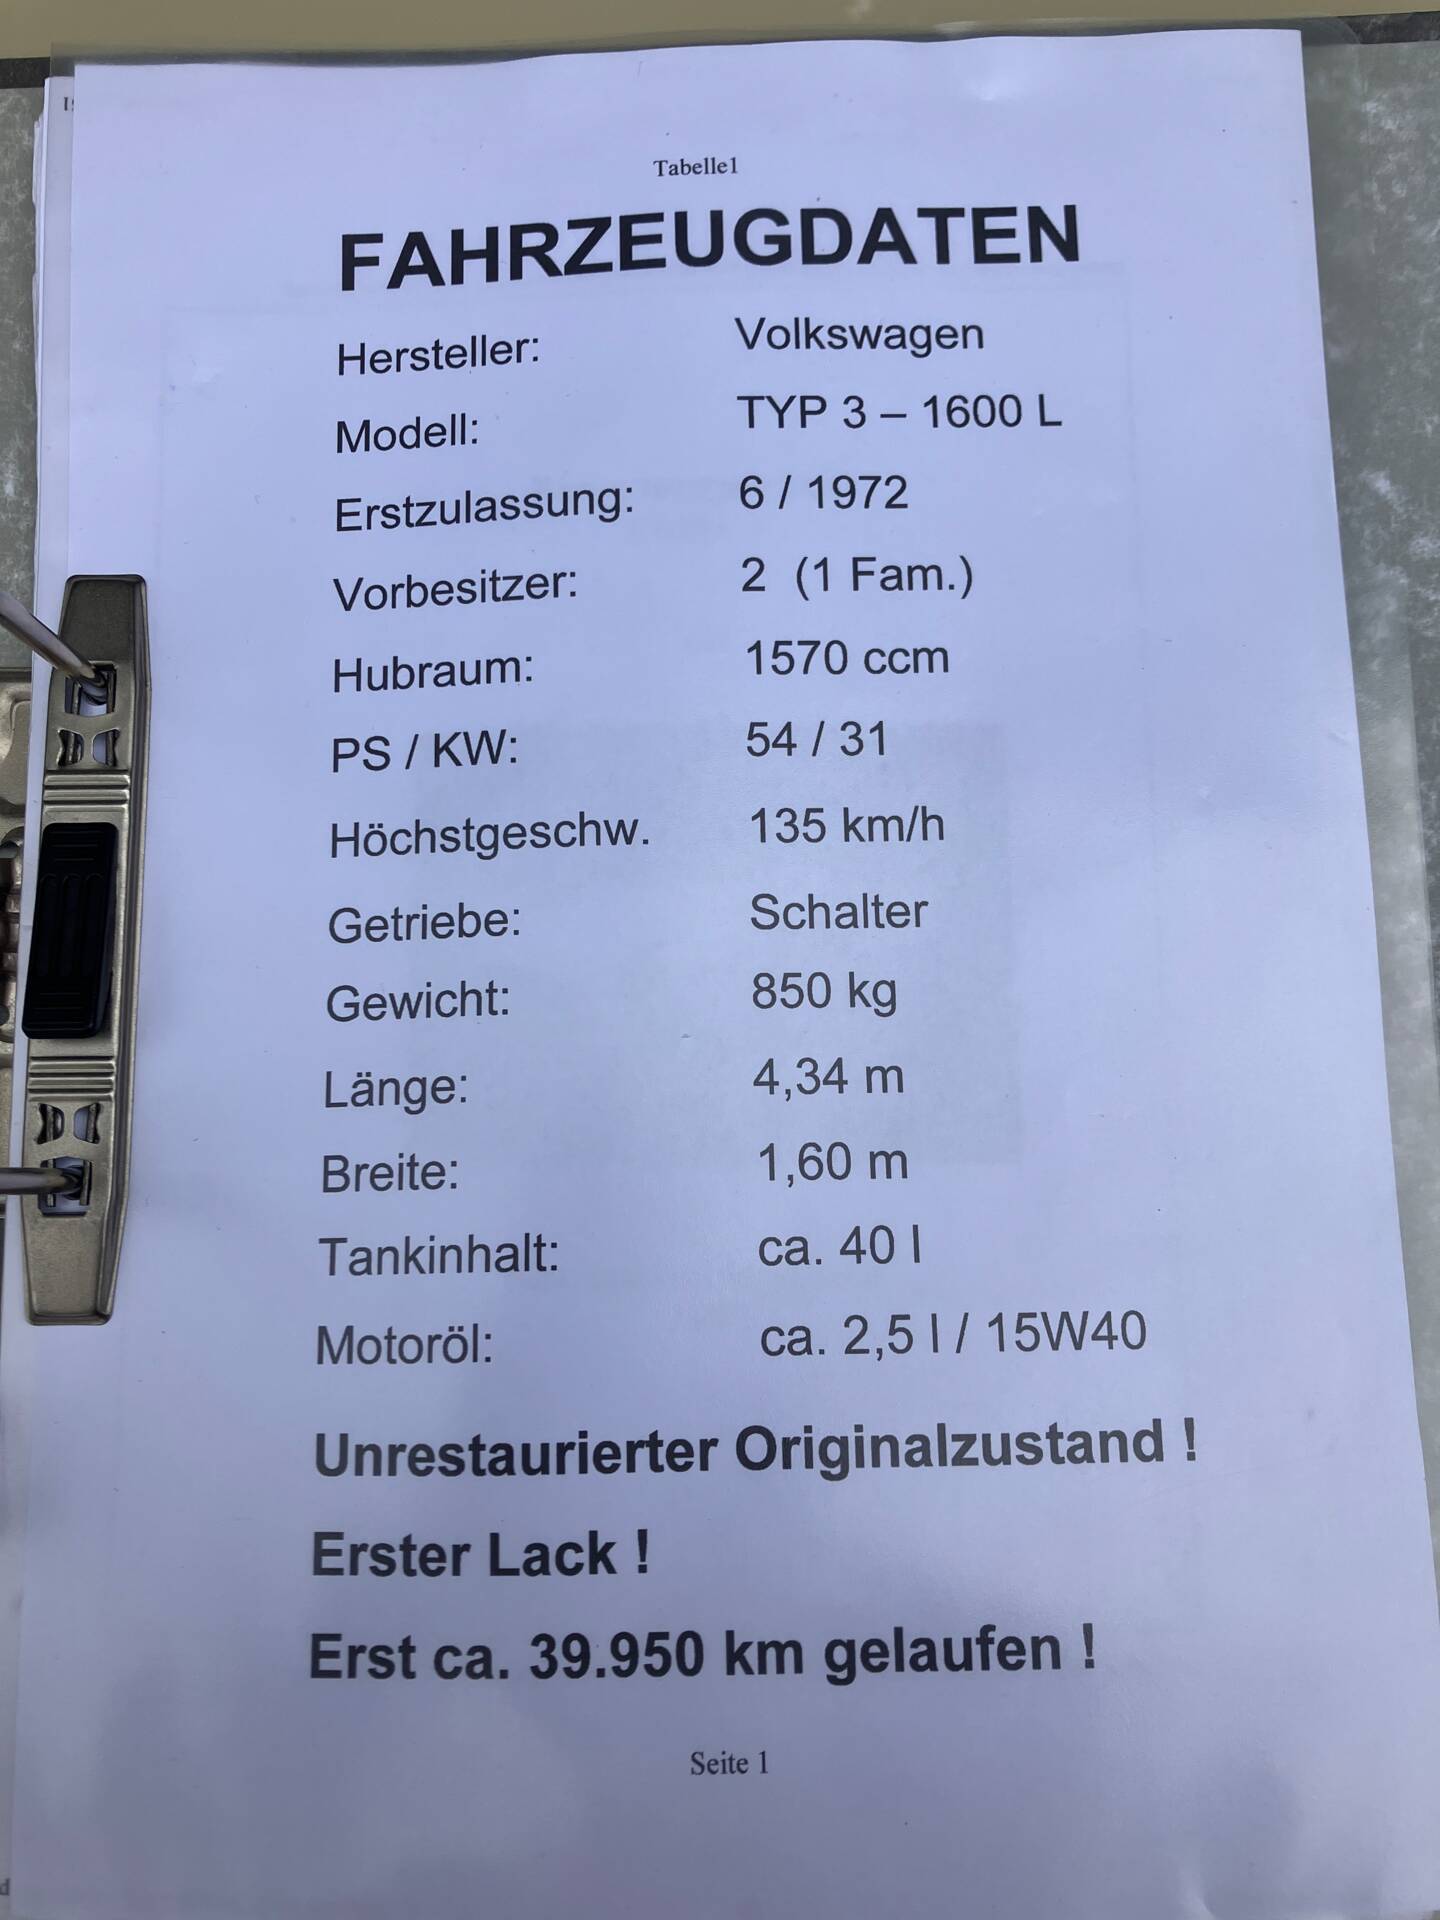 Tabelle1
FAHRZEUGDATEN
Hersteller: Volkswagen
Modell: TYP 3 – 1600 L
Erstzulassung: 6 / 1972
Vorbesitzer: 2 (1 Fam.)
Hubraum: 1570 ccm
PS / KW: 54 / 31
Höchstgeschw. 135 km/h
Getriebe: Schalter
Gewicht: 850 kg
Länge: 4,34 m
Breite: 1,60 m
Tankinhalt: ca. 40 l
Motoröl: ca. 2,5 l / 15W40
Unrestaurierter Originalzustand !
Erster Lack !
Erst ca. 39.950 km gelaufen !
Seite 1